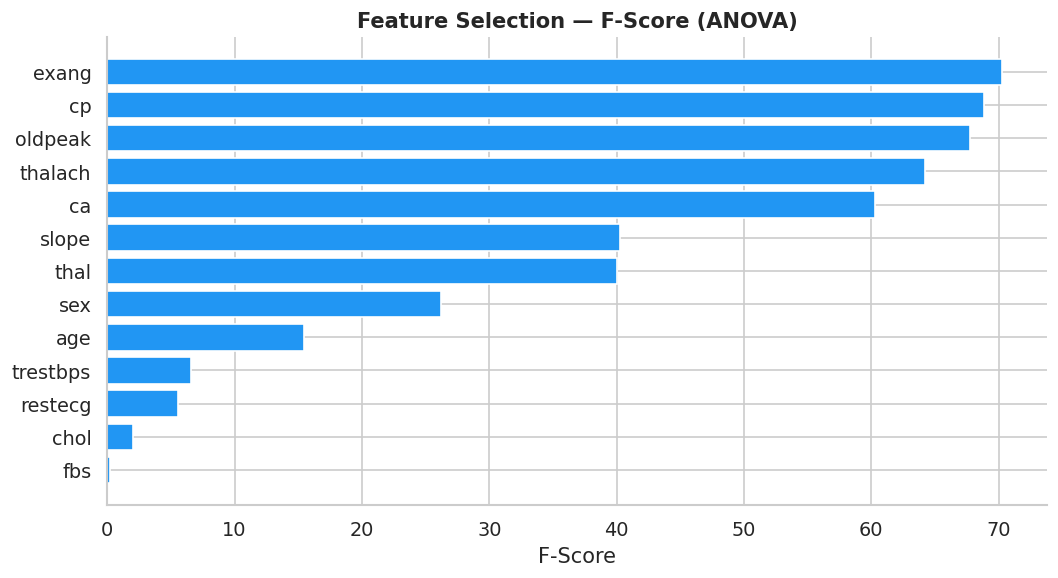 Feature Selection — F-Score (ANOVA)
exang
cp
oldpeak
thalach
ca
slope
thal
sex
age
trestbps
restecg
chol
fbs
0 10 20 30 40 50 60 70
F-Score